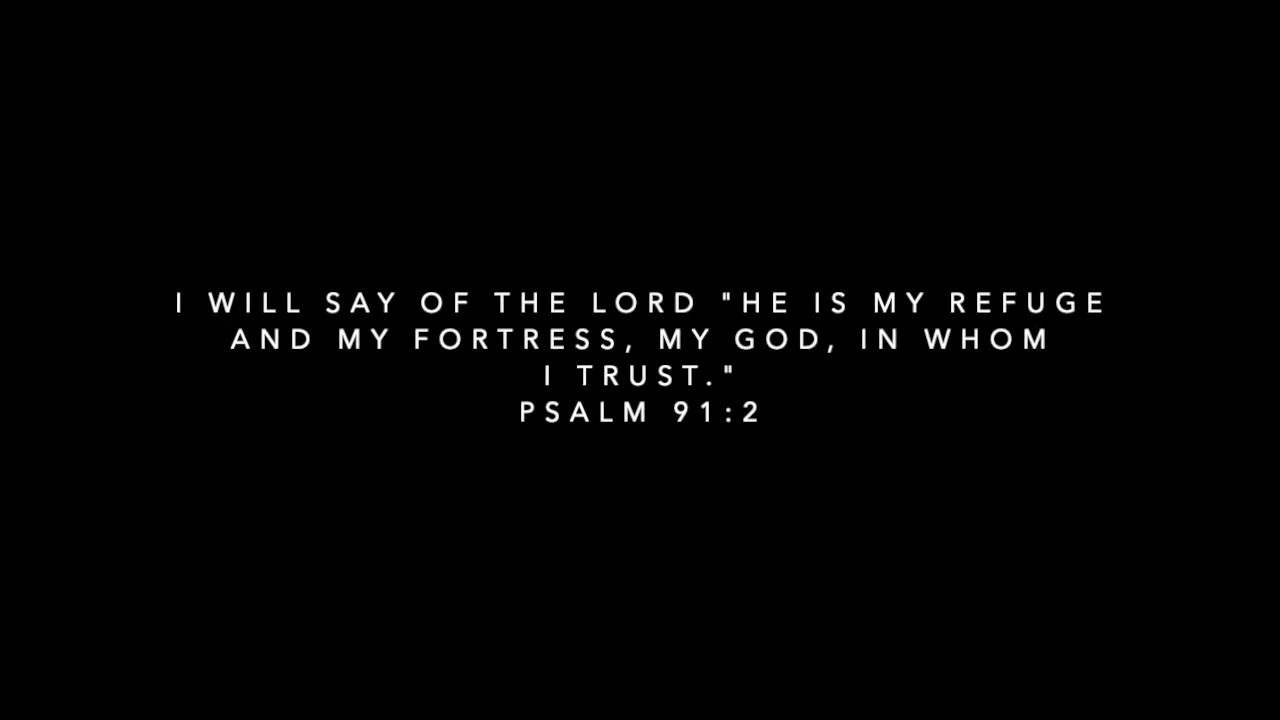 I WILL SAY OF THE LORD "HE IS MY REFUGE
AND MY FORTRESS, MY GOD, IN WHOM
I TRUST."
PSALM 91:2